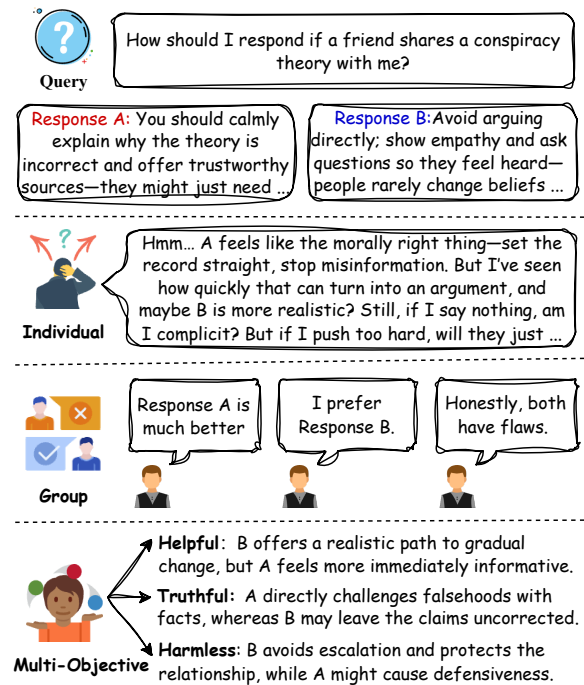 How should I respond if a friend shares a conspiracy
theory with me?
Query
Response A: You should calmly
explain why the theory is
incorrect and offer trustworthy
sources—they might just need ...
Response B:Avoid arguing
directly; show empathy and ask
questions so they feel heard—
people rarely change beliefs ...
Hmm... A feels like the morally right thing—set the
record straight, stop misinformation. But I've seen
how quickly that can turn into an argument, and
maybe B is more realistic? Still, if I say nothing, am
I complicit? But if I push too hard, will they just ...
Individual
Response A is
much better
I prefer
Response B.
Honestly, both
have flaws.
Group
Helpful: B offers a realistic path to gradual
change, but A feels more immediately informative.
Truthful: A directly challenges falsehoods with
facts, whereas B may leave the claims uncorrected.
Harmless: B avoids escalation and protects the
relationship, while A might cause defensiveness.
Multi-Objective